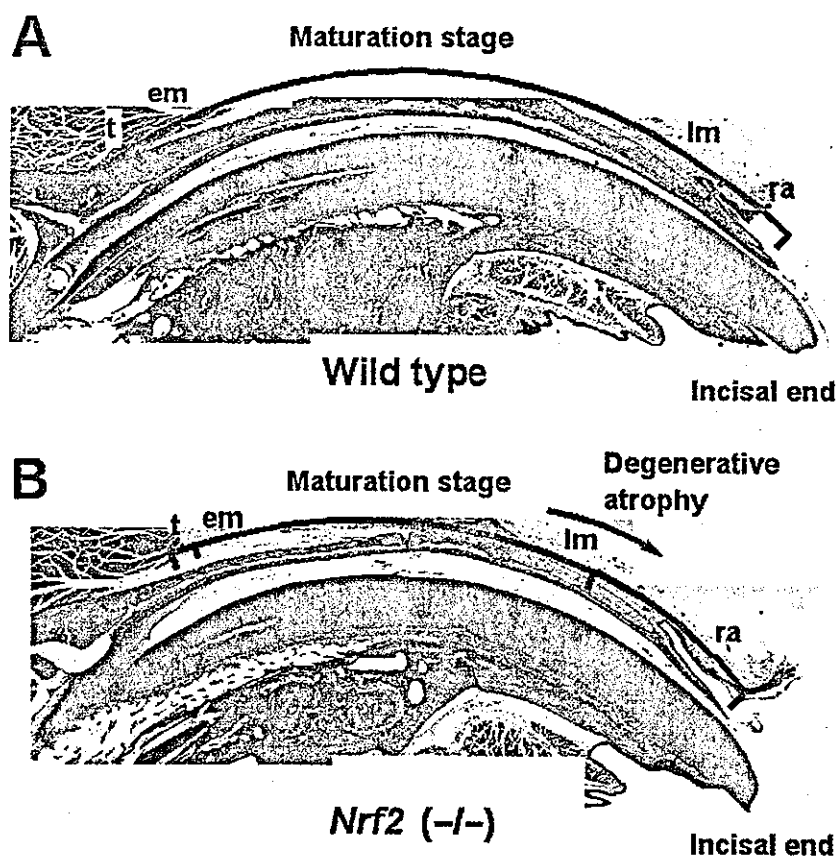 A
Maturation stage
em
t
lm
ra
Wild type
Incisal end
B
Maturation stage
Degenerative
atrophy
t
em
lm
ra
Nrf2 (–/–)
Incisal end